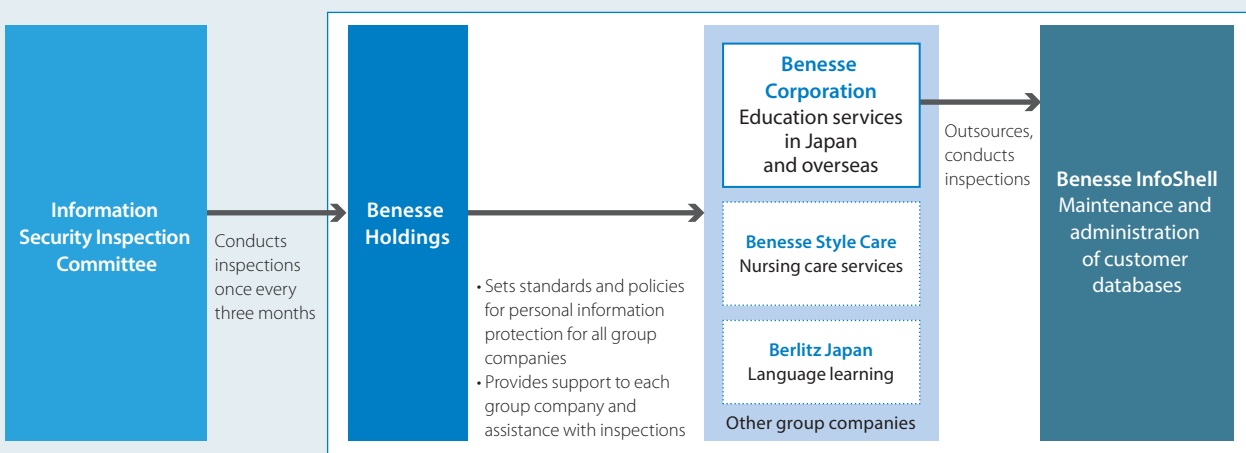 Information
Security Inspection
Committee
Conducts
inspections
once every
three months
Benesse
Holdings
• Sets standards and policies
for personal information
protection for all group
companies
• Provides support to each
group company and
assistance with inspections
Benesse
Corporation
Education services
in Japan
and overseas
Benesse Style Care
Nursing care services
Berlitz Japan
Language learning
Other group companies
Outsources,
conducts
inspections
Benesse InfoShell
Maintenance and
administration
of customer
databases